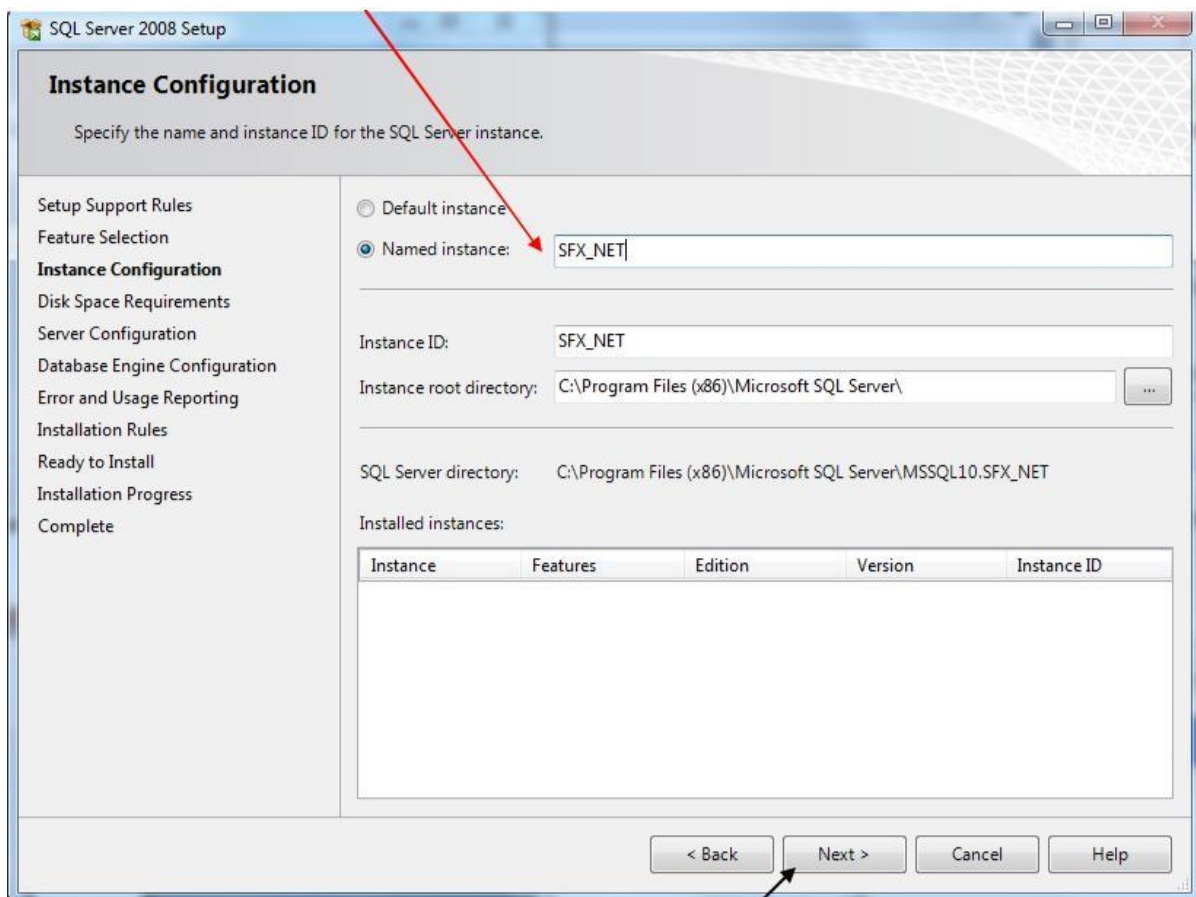 SQL Server 2008 Setup
Instance Configuration
Specify the name and instance ID for the SQL Server instance.
Setup Support Rules
Feature Selection
Instance Configuration
Disk Space Requirements
Server Configuration
Database Engine Configuration
Error and Usage Reporting
Installation Rules
Ready to Install
Installation Progress
Complete
Default instance
Named instance: SFX_NET
Instance ID: SFX_NET
Instance root directory: C:\Program Files (x86)\Microsoft SQL Server\ ...
SQL Server directory: C:\Program Files (x86)\Microsoft SQL Server\MSSQL10.SFX_NET
Installed instances:
Instance Features Edition Version Instance ID
< Back Next > Cancel Help